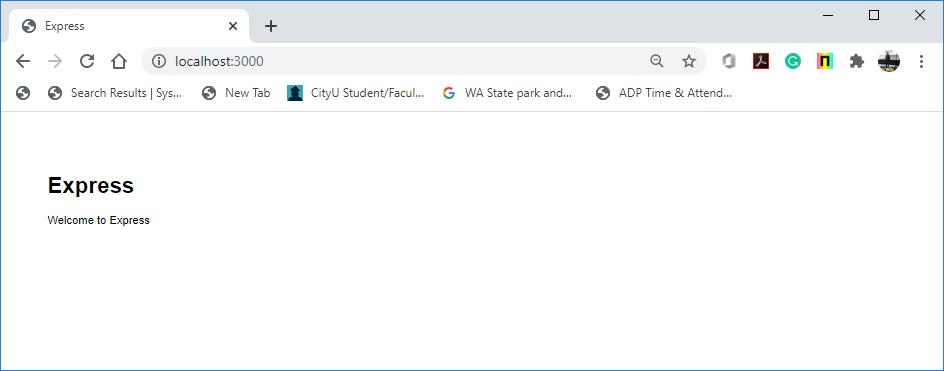 Express
localhost:3000
Search Results | Sys...
New Tab
CityU Student/Facul...
WA State park and...
ADP Time & Attend...
Express
Welcome to Express